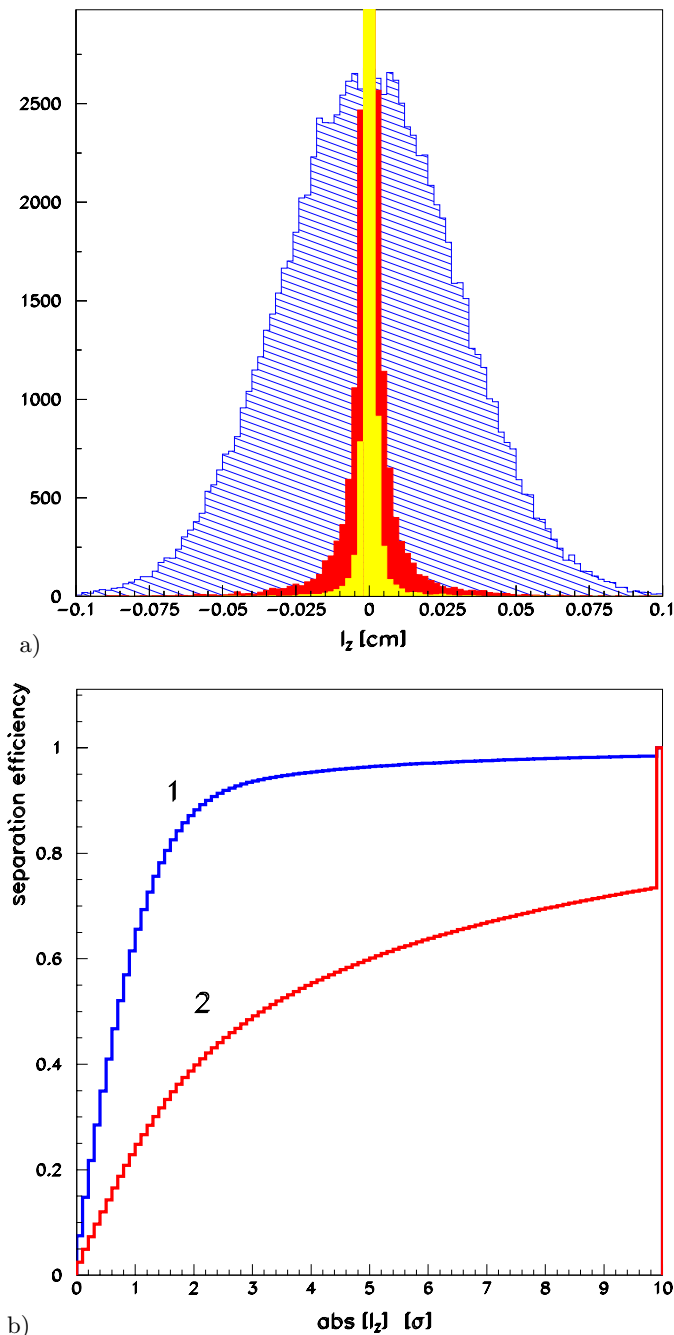 2500
2000
1500
1000
500
0
−0.1 −0.075 −0.05 −0.025 0 0.025 0.05 0.075 0.1
l_z [cm]
a)
separation efficiency
1
0.8
0.6
0.4
0.2
0
1
2
0 1 2 3 4 5 6 7 8 9 10
abs [l_z] [σ]
b)